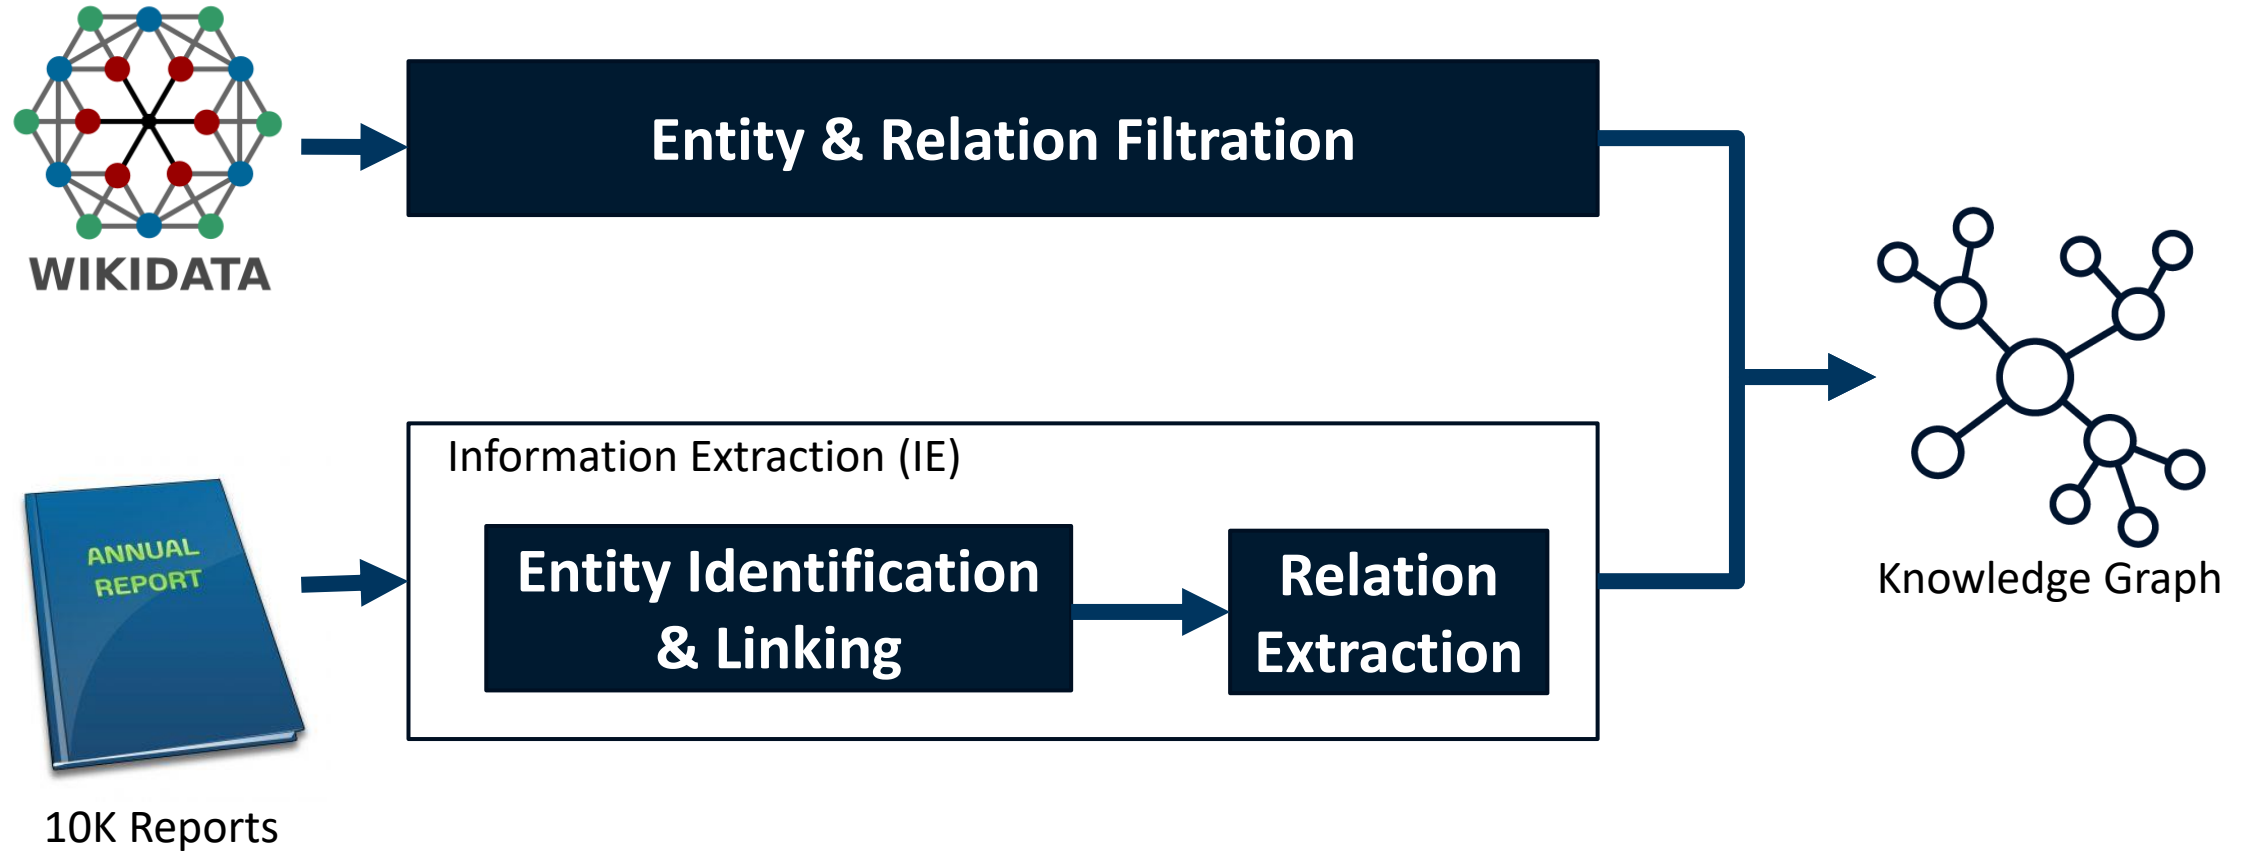 WIKIDATA
Entity & Relation Filtration
Information Extraction (IE)
ANNUAL
REPORT
Entity Identification
& Linking
Relation
Extraction
10K Reports
Knowledge Graph